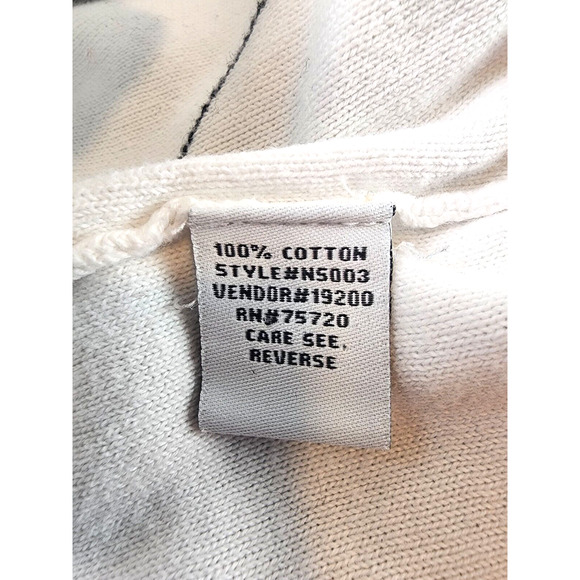 100% COTTON
STYLE#NS003
VENDOR#19200
RN#75720
CARE SEE
REVERSE